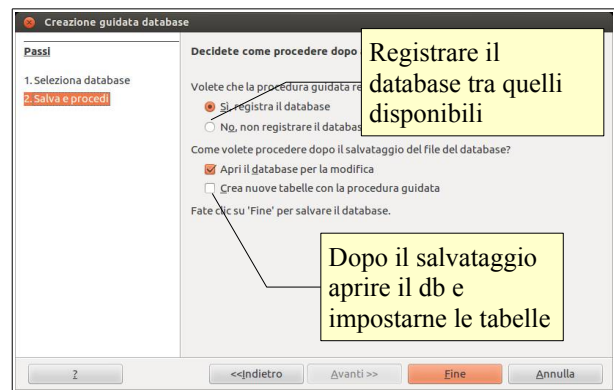 Creazione guidata database
Passi
1. Seleziona database
2. Salva e procedi
Decidete come procedere dopo
Volete che la procedura guidata
Sì, registra il database
No, non registrare il
Come volete procedere dopo il salvataggio del file del database?
Apri il database per la modifica
Crea nuove tabelle con la procedura guidata
Fate clic su 'Fine' per salvare il database.
Registrare il
database tra quelli
disponibili
Dopo il salvataggio
aprire il db e
impostarne le tabelle
?
<<Indietro
Avanti >>
Fine
Annulla